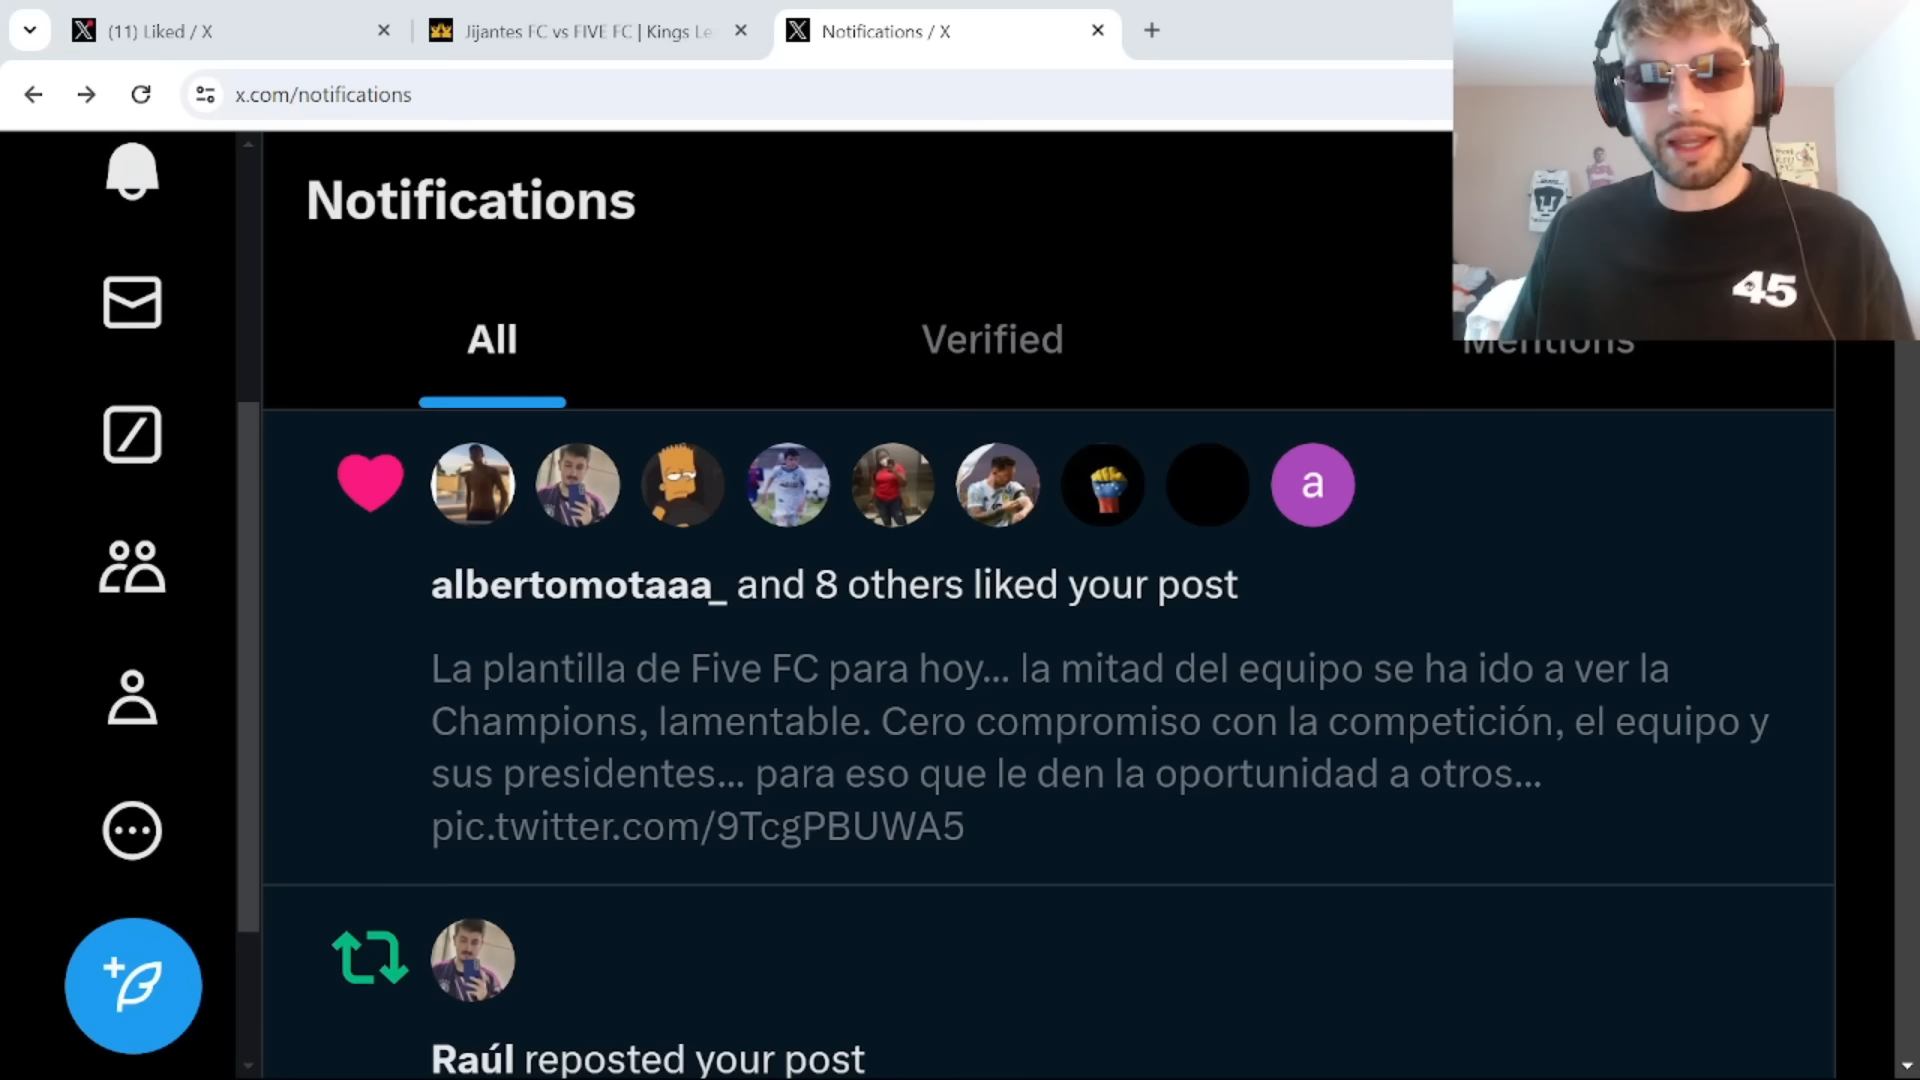 (11) Liked / X
Jijantes FC vs FIVE FC | Kings Le
Notifications / X
x.com/notifications
45
Notifications
All
Verified
Mentions
a
albertomotaaa_ and 8 others liked your post
La plantilla de Five FC para hoy... la mitad del equipo se ha ido a ver la
Champions, lamentable. Cero compromiso con la competición, el equipo y
sus presidentes... para eso que le den la oportunidad a otros...
pic.twitter.com/9TcgPBUWA5
Raúl reposted your post